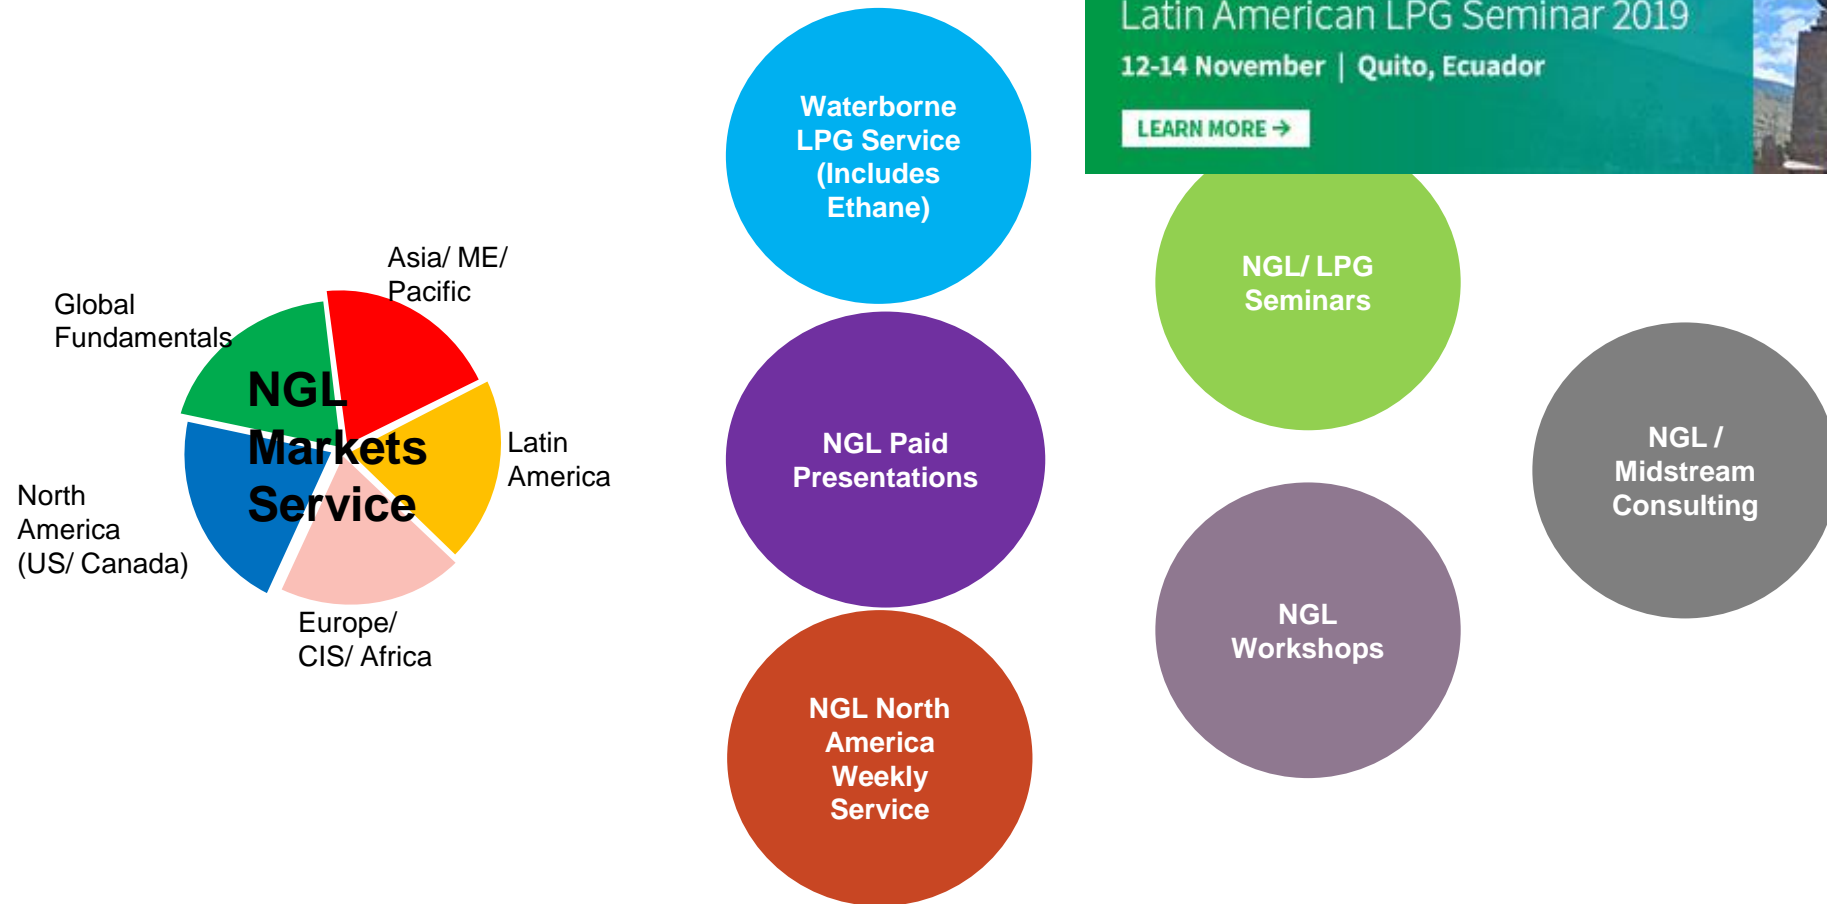 Latin American LPG Seminar 2019
12-14 November | Quito, Ecuador
LEARN MORE →
Asia/ ME/
Pacific
Global
Fundamentals
NGL
Markets
Service
Latin
America
North
America
(US/ Canada)
Europe/
CIS/ Africa
Waterborne
LPG Service
(Includes
Ethane)
NGL Paid
Presentations
NGL North
America
Weekly
Service
NGL/ LPG
Seminars
NGL
Workshops
NGL /
Midstream
Consulting